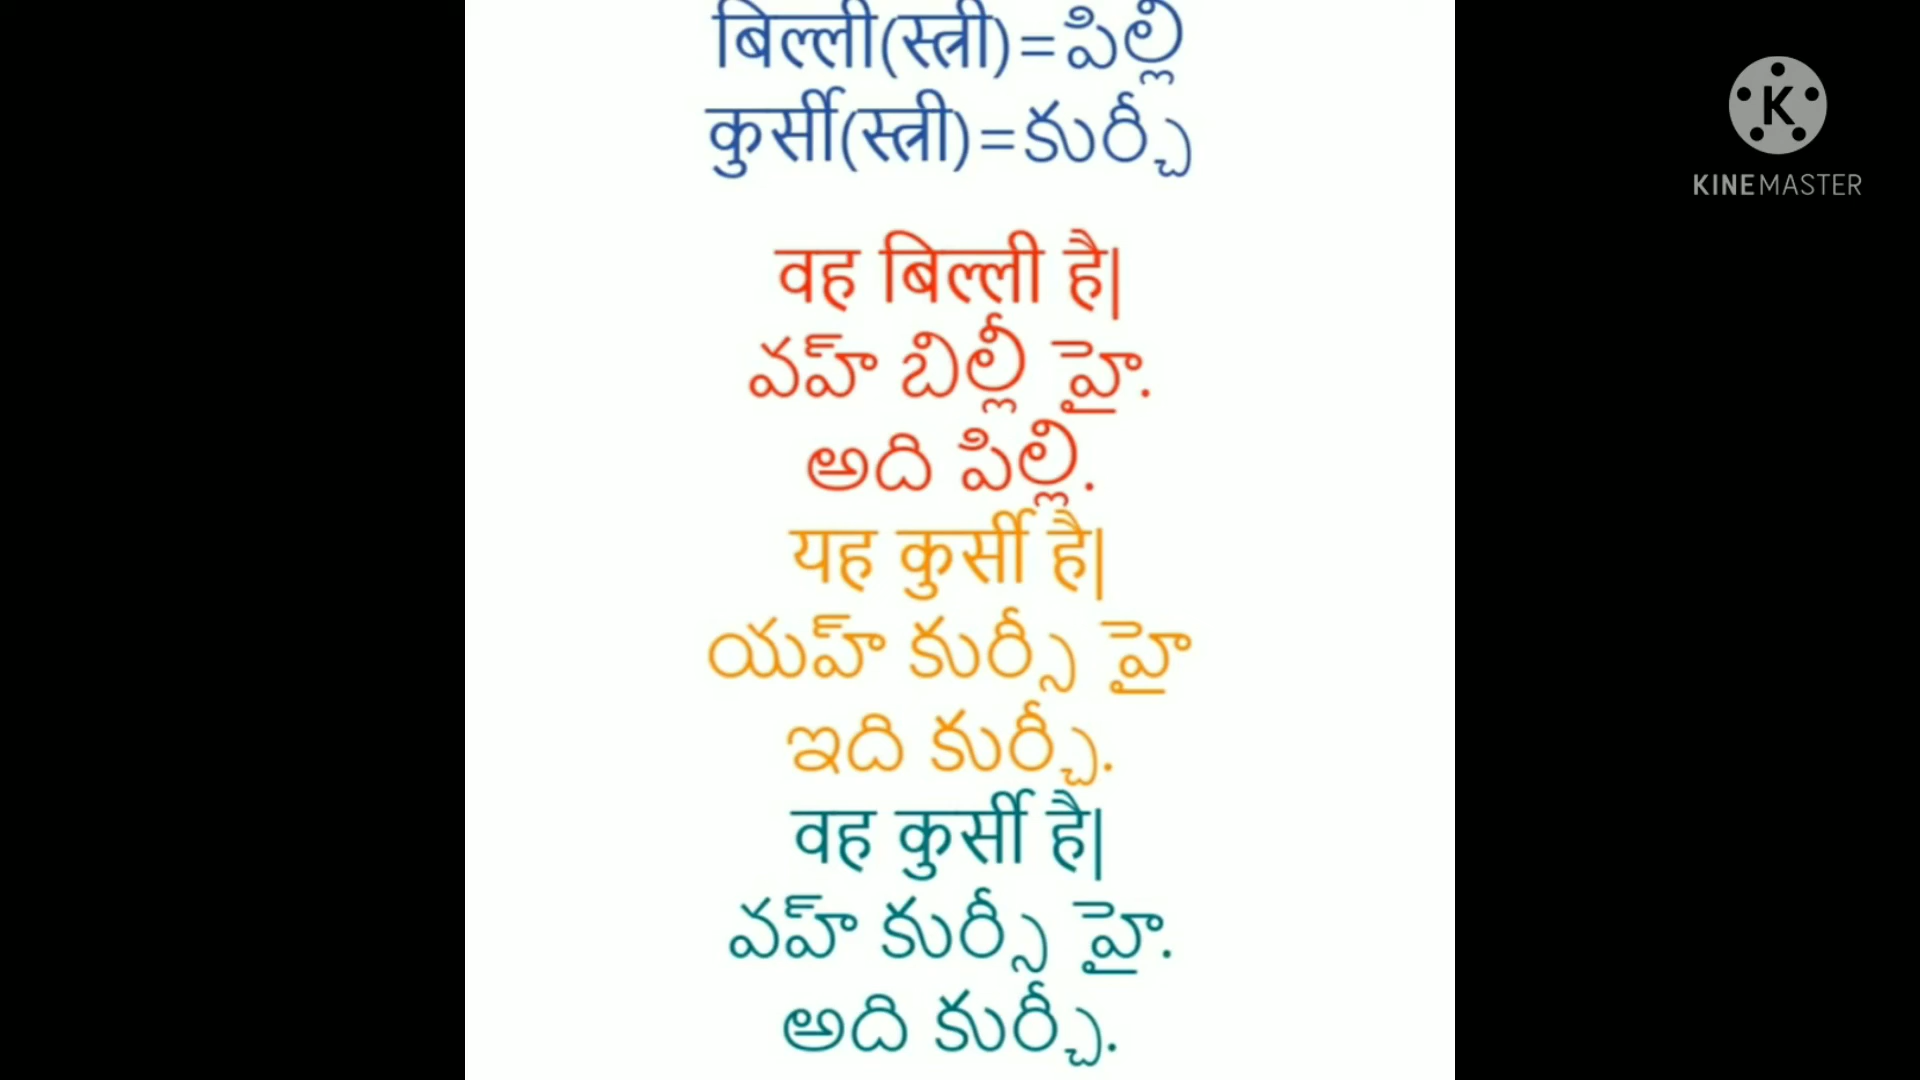 बिल्ली(स्त्री)=పిల్లి
कुर्सी(स्त्री)=కుర్చీ
वह बिल्ली है|
వహ్ బిల్లీ హై.
అది పిల్లి.
यह कुर्सी है|
యహ్ కుర్సీ హై
ఇది కుర్చీ.
वह कुर्सी है|
వహ్ కుర్సీ హై.
అది కుర్చీ.
K
KINEMASTER